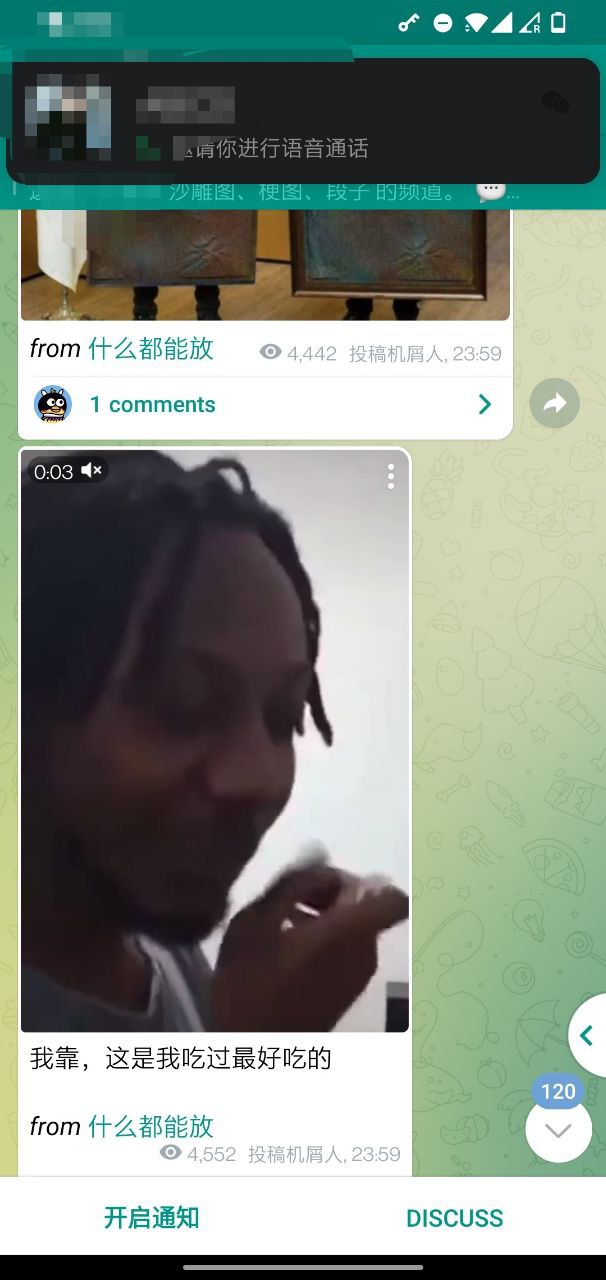 请你进行语音通话
沙雕图、梗图、段子的频道。 ...
from 什么都能放
4,442 投稿机屑人, 23:59
1 comments
0:03
我靠，这是我吃过最好吃的
from 什么都能放
4,552 投稿机屑人, 23:59
120
开启通知 DISCUSS